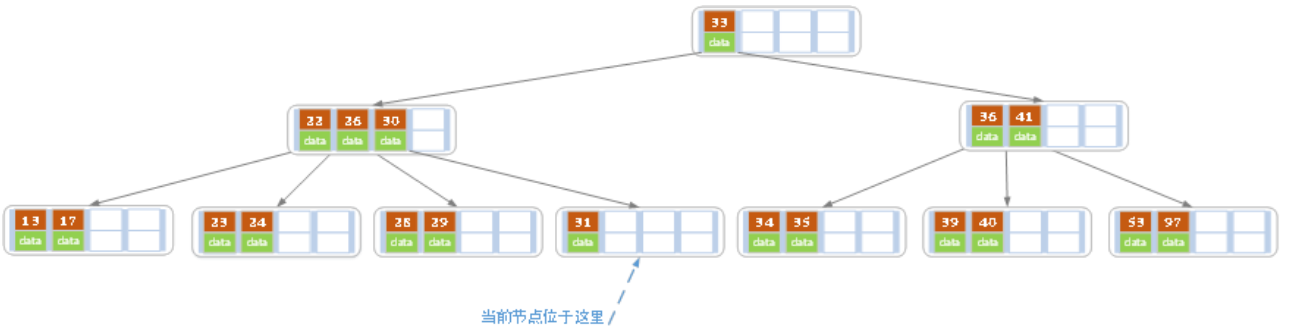 33
data
22 26 30
data data data
36 41
data data
13 17
data data
23 24
data data
28 29
data data
31
data
34 35
data data
39 40
data data
53 97
data data
当前节点位于这里